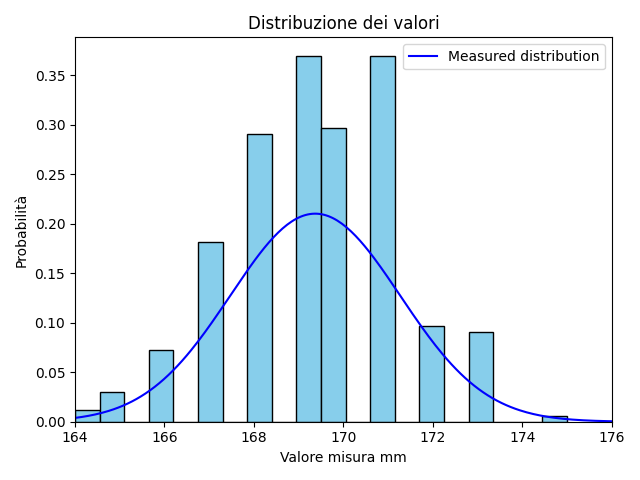 Distribuzione dei valori
Measured distribution
Probabilità
0.35
0.30
0.25
0.20
0.15
0.10
0.05
0.00
164 166 168 170 172 174 176
Valore misura mm